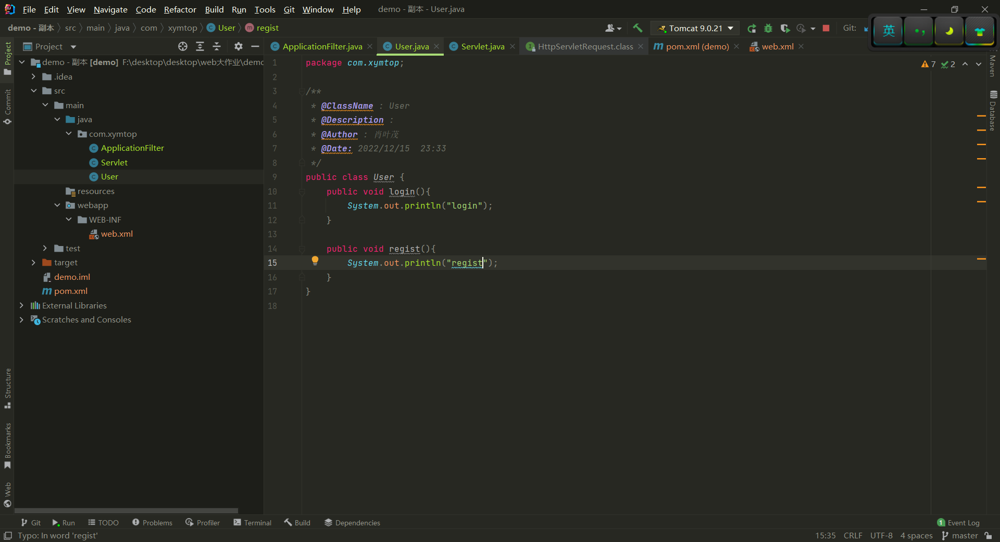 File Edit View Navigate Code Refactor Build Run Tools Git Window Help demo - 副本 - User.java
demo - 副本 src main java com xymtop User regist Tomcat 9.0.21 Git:
英
Project
ApplicationFilter.java User.java Servlet.java HttpServletRequest.class pom.xml (demo) web.xml
demo - 副本 [demo] F:\desktop\desktop\web大作业\demo
.idea
src
main
java
com.xymtop
ApplicationFilter
Servlet
User
resources
webapp
WEB-INF
web.xml
test
target
demo.iml
pom.xml
External Libraries
Scratches and Consoles
7 2
1 package com.xymtop;
2
3 /**
4 * @ClassName : User
5 * @Description :
6 * @Author : 肖叶茂
7 * @Date: 2022/12/15 23:33
8 */
9 public class User {
10 public void login(){
11 System.out.println("login");
12 }
13
14 public void regist(){
15 System.out.println("regist");
16 }
17 }
18
Project
Commit
Structure
Bookmarks
Web
Maven
Database
Git Run TODO Problems Profiler Terminal Build Dependencies 1 Event Log
Typo: In word 'regist' 15:35 CRLF UTF-8 4 spaces master